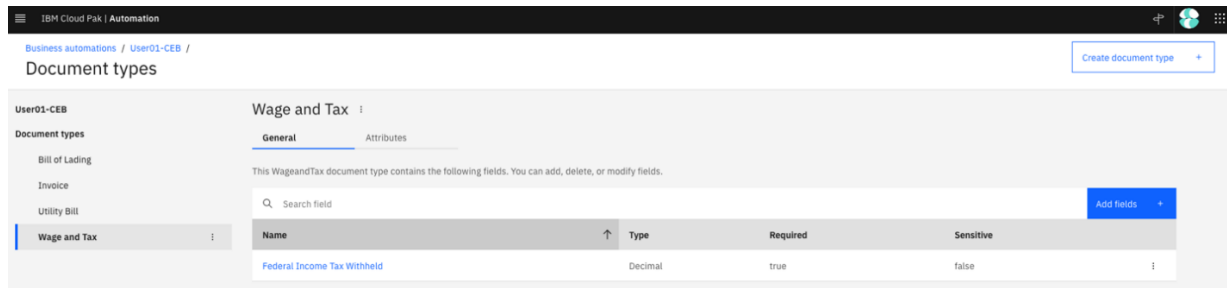 IBM Cloud Pak | Automation
Business automations / User01-CEB /
Document types
Create document type +
User01-CEB
Document types
Bill of Lading
Invoice
Utility Bill
Wage and Tax
Wage and Tax
General Attributes
This WageandTax document type contains the following fields. You can add, delete, or modify fields.
Search field
Add fields +
Name Type Required Sensitive
Federal Income Tax Withheld Decimal true false